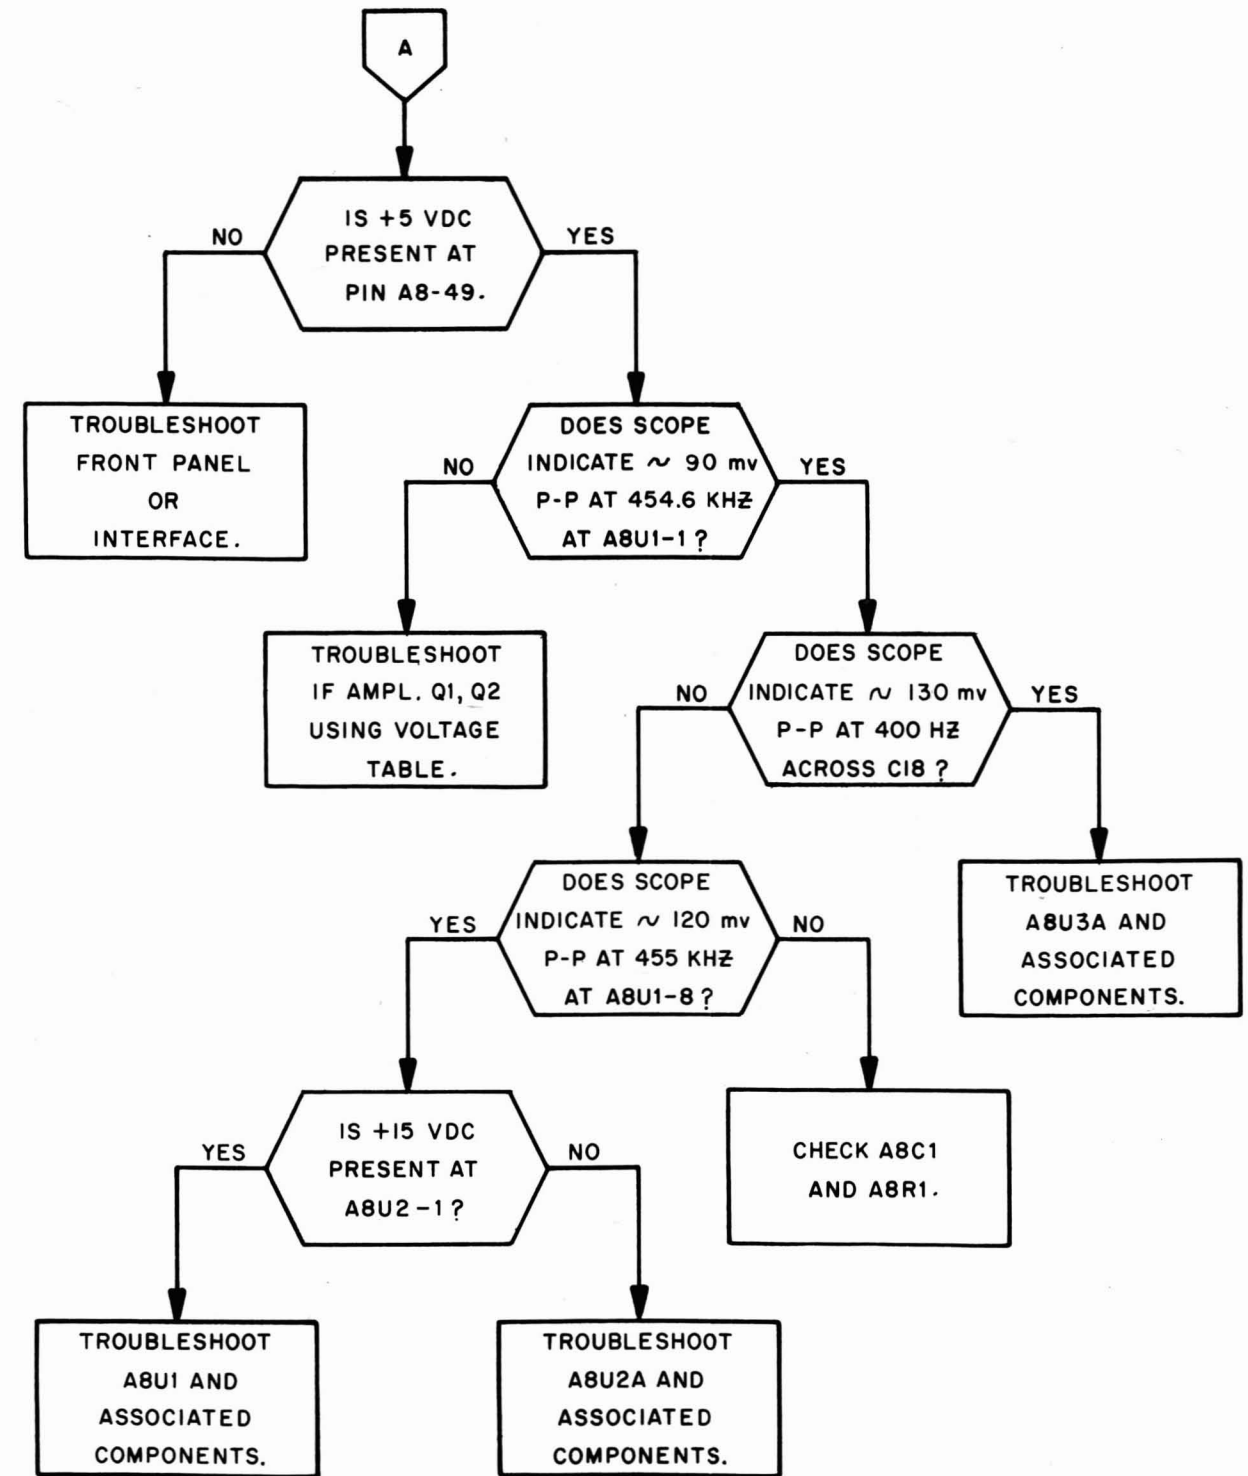 A
IS +5 VDC
PRESENT AT
PIN A8-49.
NO
YES
TROUBLESHOOT
FRONT PANEL
OR
INTERFACE.
DOES SCOPE
INDICATE ~ 90 mv
P-P AT 454.6 KHZ
AT A8U1-1?
NO
YES
TROUBLESHOOT
IF AMPL. Q1, Q2
USING VOLTAGE
TABLE.
DOES SCOPE
INDICATE ~ 130 mv
P-P AT 400 HZ
ACROSS C18?
NO
YES
TROUBLESHOOT
A8U3A AND
ASSOCIATED
COMPONENTS.
DOES SCOPE
INDICATE ~ 120 mv
P-P AT 455 KHZ
AT A8U1-8?
YES
NO
CHECK A8C1
AND A8R1.
IS +15 VDC
PRESENT AT
A8U2-1?
YES
NO
TROUBLESHOOT
A8U1 AND
ASSOCIATED
COMPONENTS.
TROUBLESHOOT
A8U2A AND
ASSOCIATED
COMPONENTS.